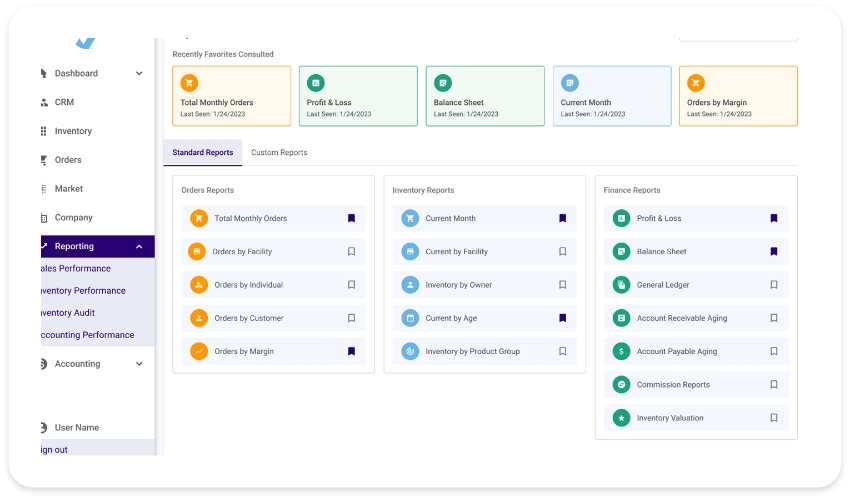 Dashboard
CRM
Inventory
Orders
Market
Company
Reporting
ales Performance
nventory Performance
nventory Audit
ccounting Performance
Accounting
User Name
ign out
Recently Favorites Consulted
Total Monthly Orders
Last Seen: 1/24/2023
Profit & Loss
Last Seen: 1/24/2023
Balance Sheet
Last Seen: 1/24/2023
Current Month
Last Seen: 1/24/2023
Orders by Margin
Last Seen: 1/24/2023
Standard Reports
Custom Reports
Orders Reports
Total Monthly Orders
Orders by Facility
Orders by Individual
Orders by Customer
Orders by Margin
Inventory Reports
Current Month
Current by Facility
Inventory by Owner
Current by Age
Inventory by Product Group
Finance Reports
Profit & Loss
Balance Sheet
General Ledger
Account Receivable Aging
Account Payable Aging
Commission Reports
Inventory Valuation